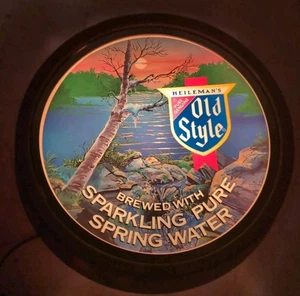 HEILEMAN'S
Old
Style
BREWED WITH
SPARKLING PURE
SPRING WATER